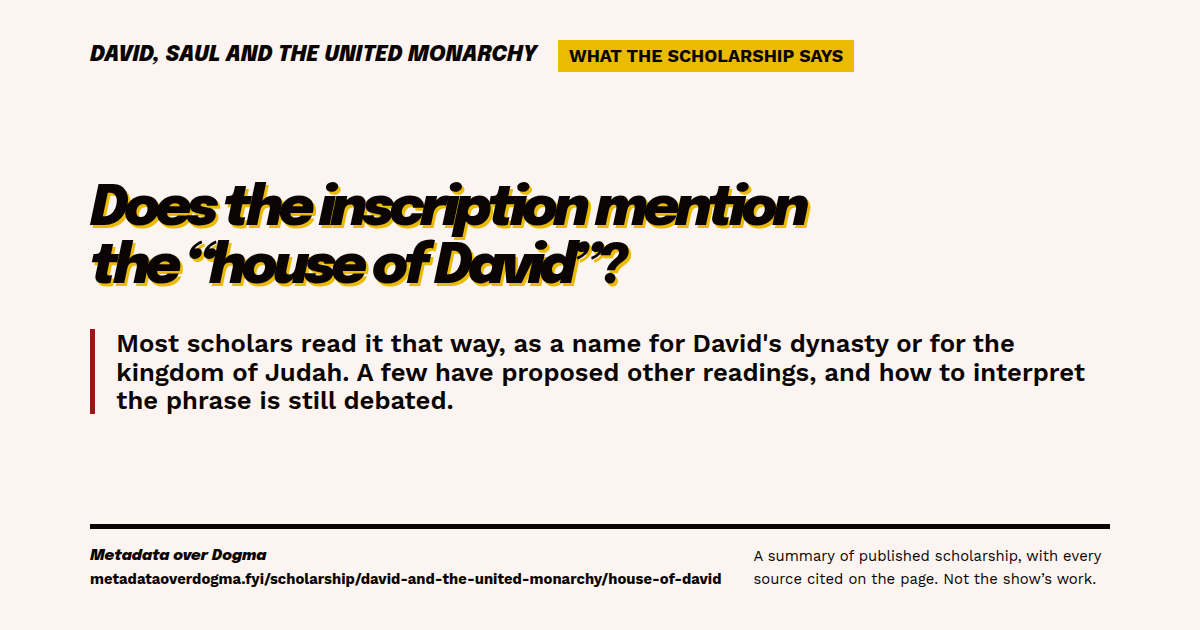 DAVID, SAUL AND THE UNITED MONARCHY
WHAT THE SCHOLARSHIP SAYS
Does the inscription mention
the “house of David”?
Most scholars read it that way, as a name for David's dynasty or for the
kingdom of Judah. A few have proposed other readings, and how to interpret
the phrase is still debated.
Metadata over Dogma
metadataoverdogma.fyi/scholarship/david-and-the-united-monarchy/house-of-david
A summary of published scholarship, with every
source cited on the page. Not the show’s work.